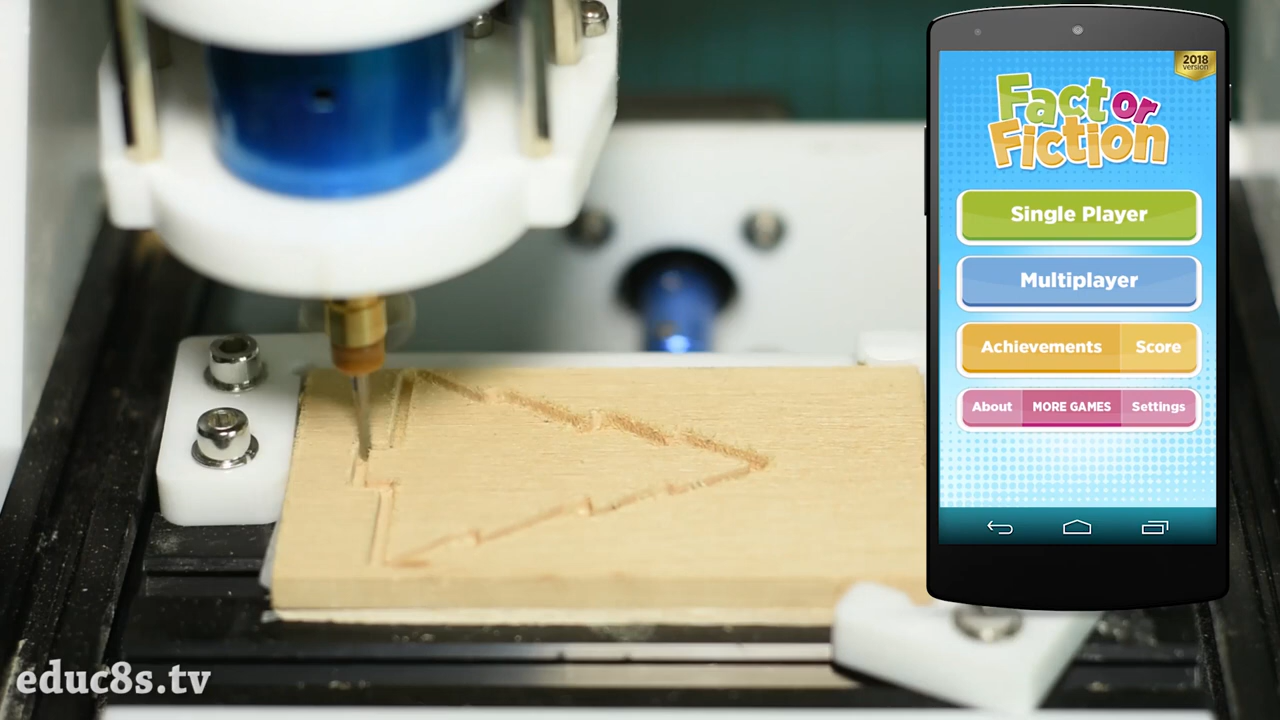 2018
version
Fact or
Fiction
Single Player
Multiplayer
Achievements Score
About MORE GAMES Settings
educ8s.tv